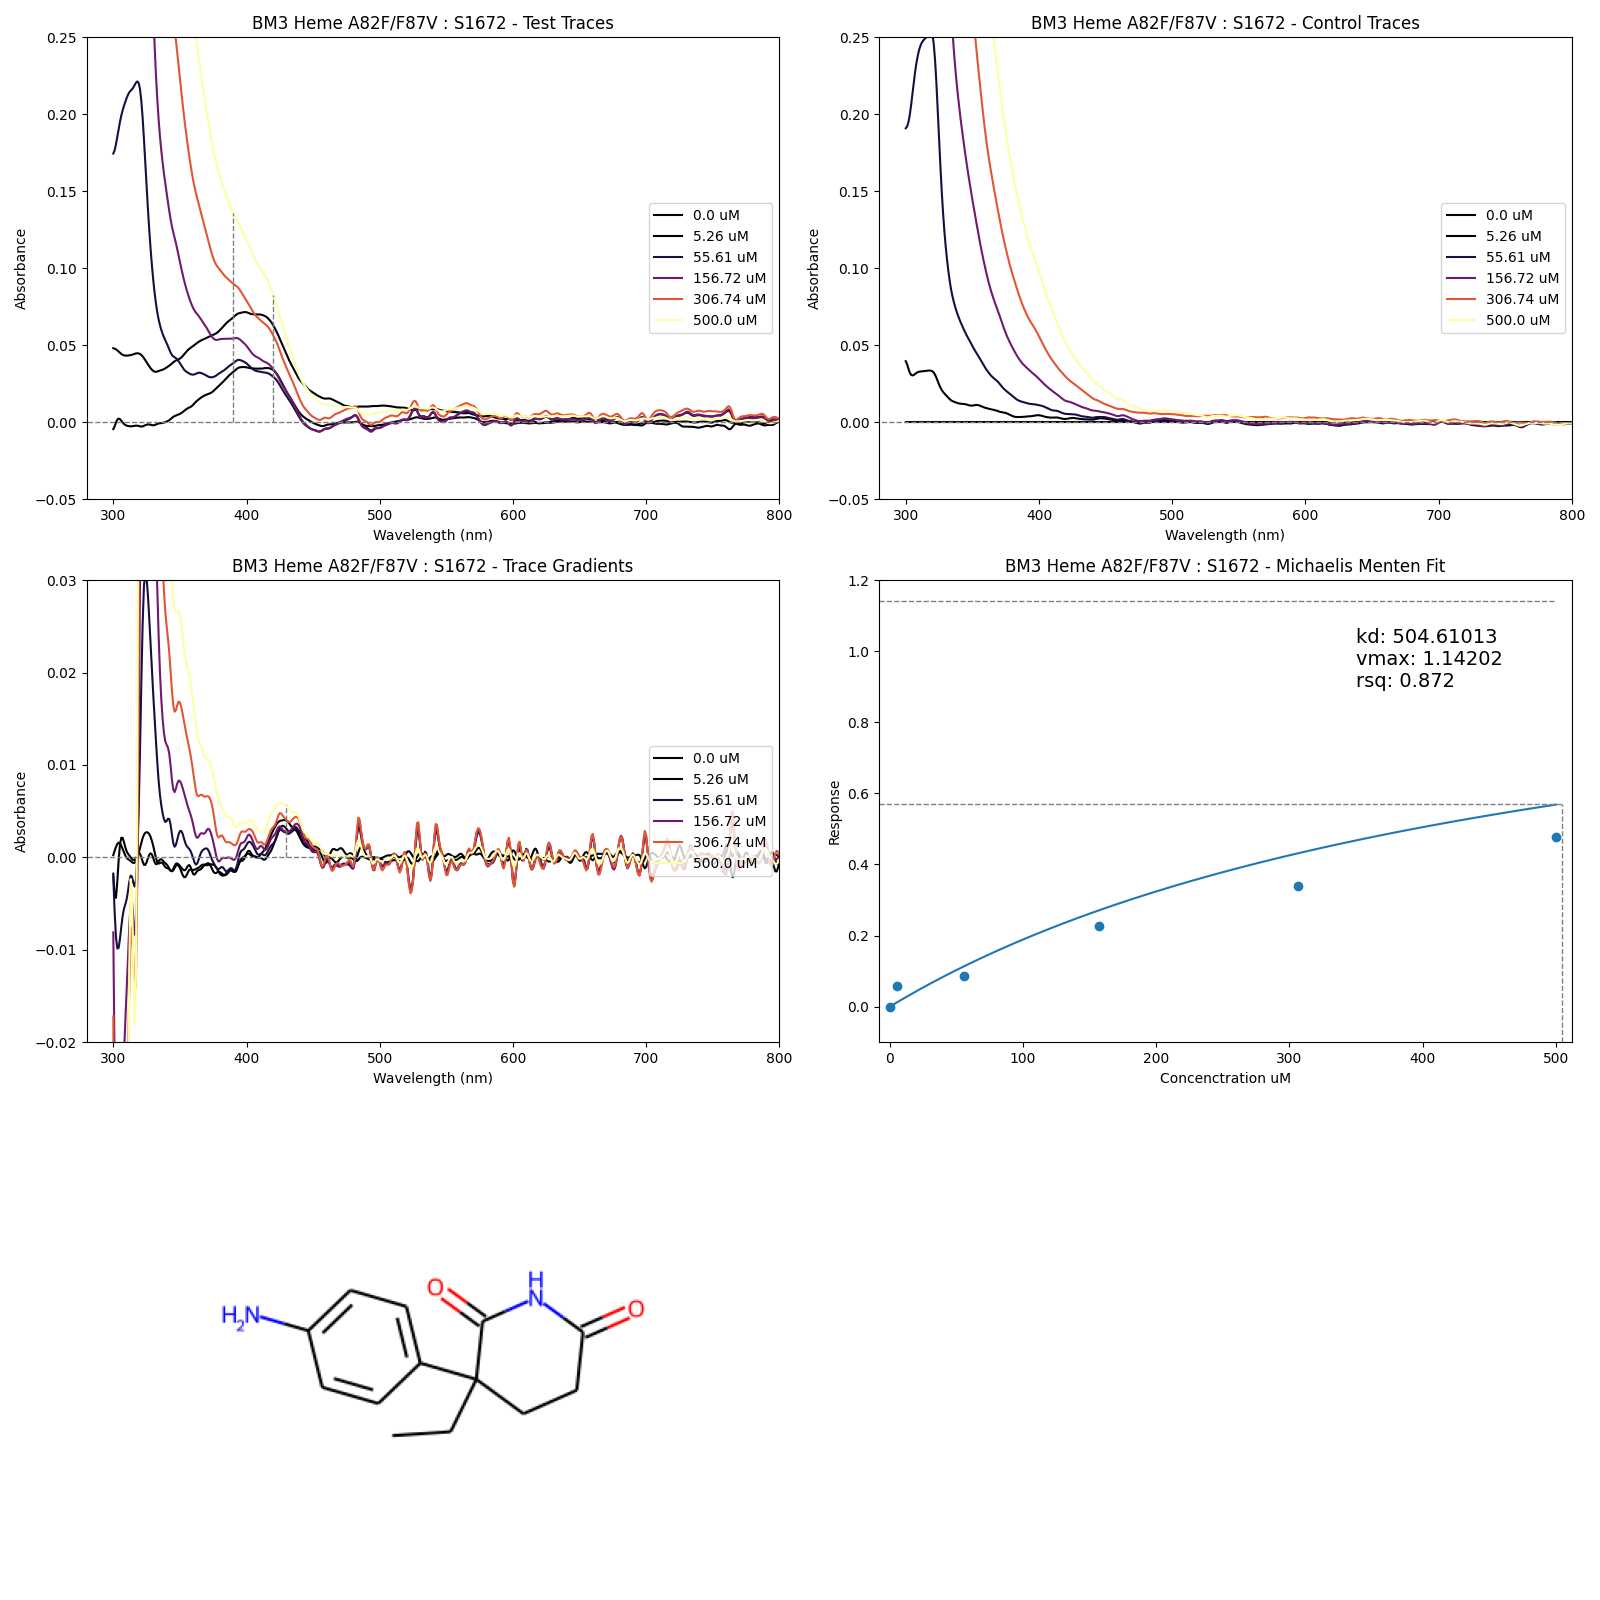 BM3 Heme A82F/F87V : S1672 - Test Traces
0.25
0.20
0.15
0.10
0.05
0.00
−0.05
Absorbance
300 400 500 600 700 800
Wavelength (nm)
0.0 uM
5.26 uM
55.61 uM
156.72 uM
306.74 uM
500.0 uM
BM3 Heme A82F/F87V : S1672 - Control Traces
0.25
0.20
0.15
0.10
0.05
0.00
−0.05
Absorbance
300 400 500 600 700 800
Wavelength (nm)
0.0 uM
5.26 uM
55.61 uM
156.72 uM
306.74 uM
500.0 uM
BM3 Heme A82F/F87V : S1672 - Trace Gradients
0.03
0.02
0.01
0.00
−0.01
−0.02
Absorbance
300 400 500 600 700 800
Wavelength (nm)
0.0 uM
5.26 uM
55.61 uM
156.72 uM
306.74 uM
500.0 uM
BM3 Heme A82F/F87V : S1672 - Michaelis Menten Fit
1.2
1.0
0.8
0.6
0.4
0.2
0.0
Response
kd: 504.61013
vmax: 1.14202
rsq: 0.872
0 100 200 300 400 500
Concenctration uM
H
O N O
H2N